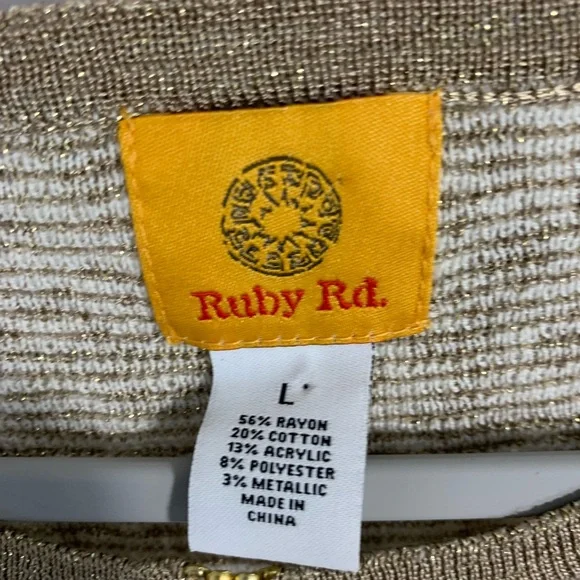 Ruby Rd.
L
56% RAYON
20% COTTON
13% ACRYLIC
8% POLYESTER
3% METALLIC
MADE IN
CHINA